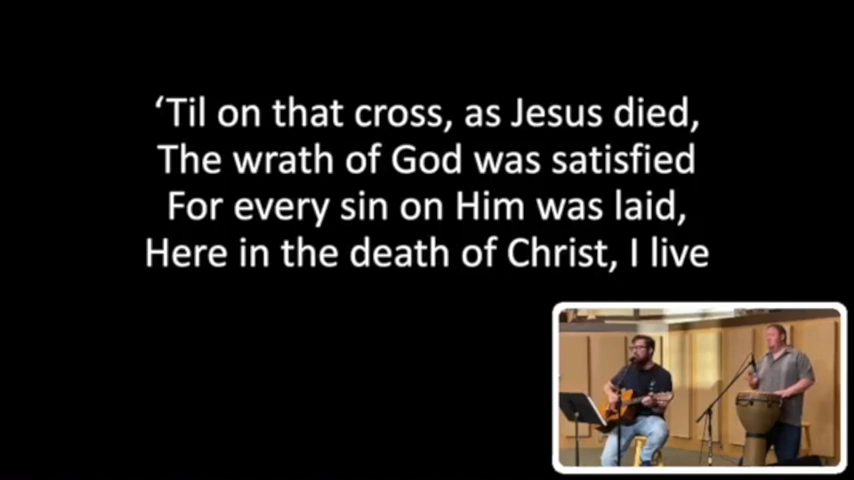 ‘Til on that cross, as Jesus died,
The wrath of God was satisfied
For every sin on Him was laid,
Here in the death of Christ, I live